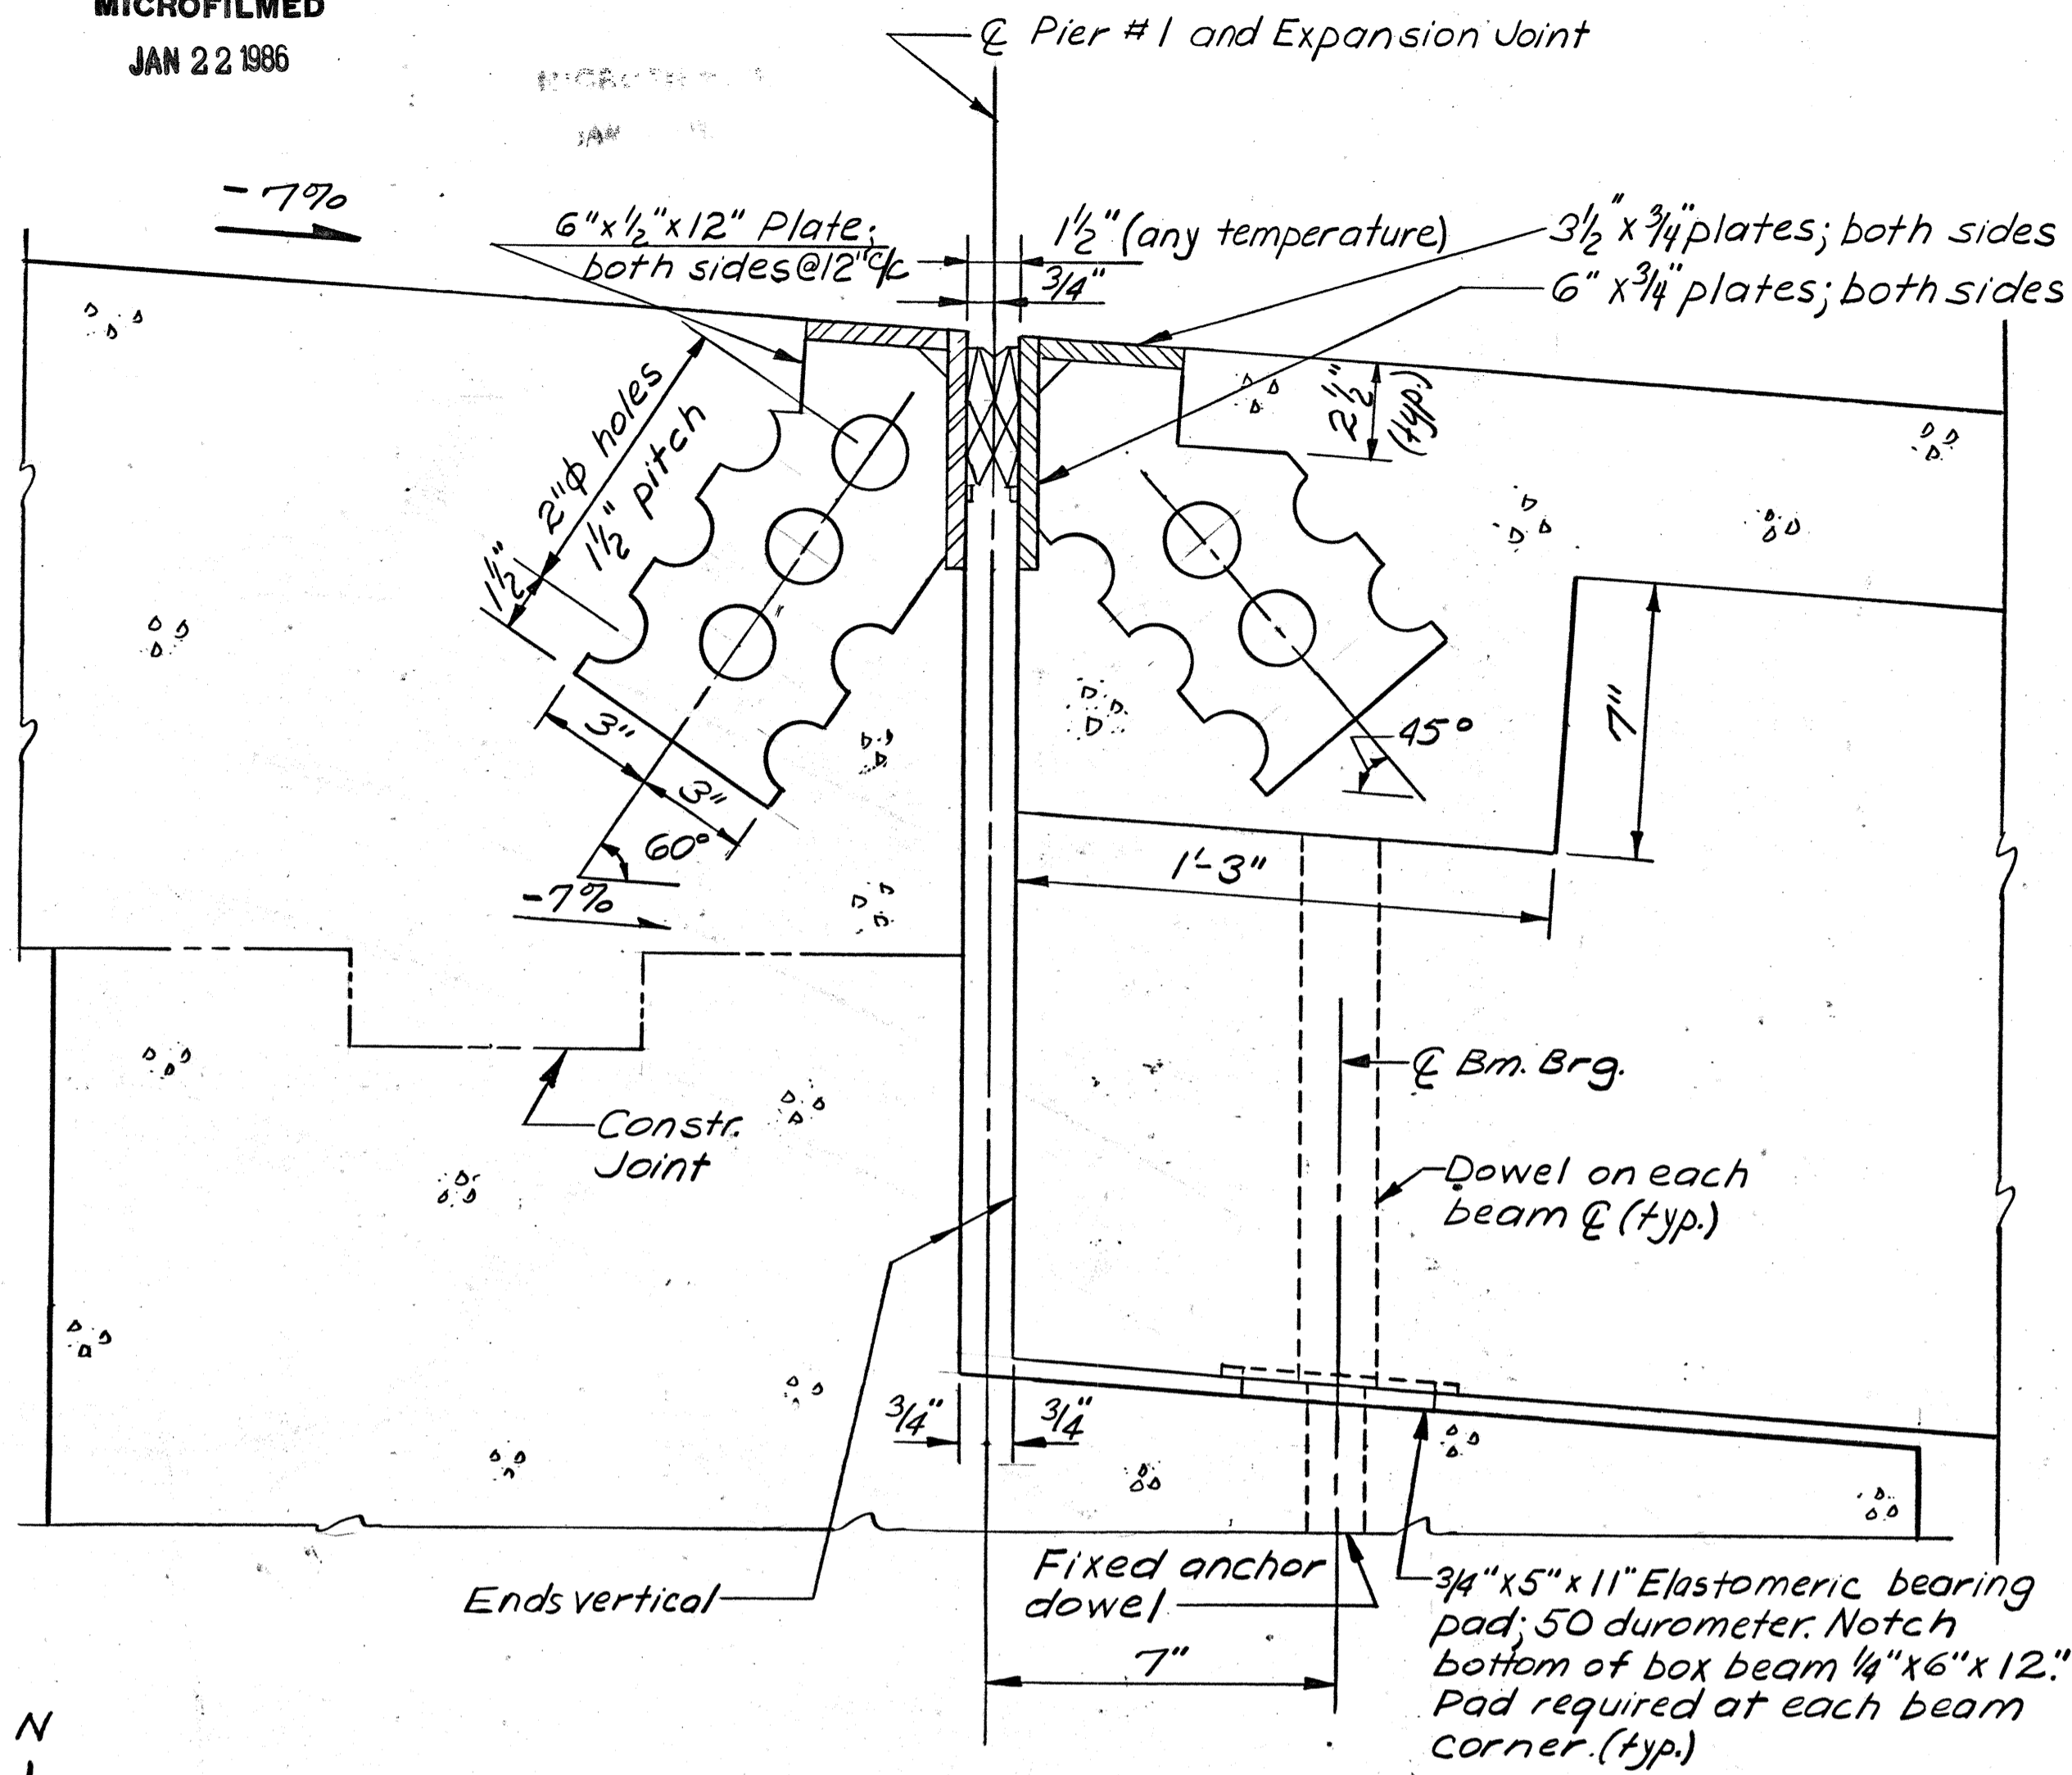 MICROFILMED
JAN 22 1986
℄ Pier #1 and Expansion Joint
-7%
6"x½"x12" Plate;
both sides@12"c/c
1½" (any temperature)
3/4"
3½"x¾" plates; both sides
6"x¾" plates; both sides
2"ϕ holes
1½" pitch
1½"
2½"
(typ.)
3"
3"
60°
-7%
45°
7"
1'-3"
℄ Bm. Brg.
Constr.
Joint
Dowel on each
beam ℄ (typ.)
3/4"
3/4"
Ends vertical
Fixed anchor
dowel
7"
3/4"x5"x11" Elastomeric bearing
pad; 50 durometer. Notch
bottom of box beam ¼"x6"x12."
Pad required at each beam
corner.(typ.)
N